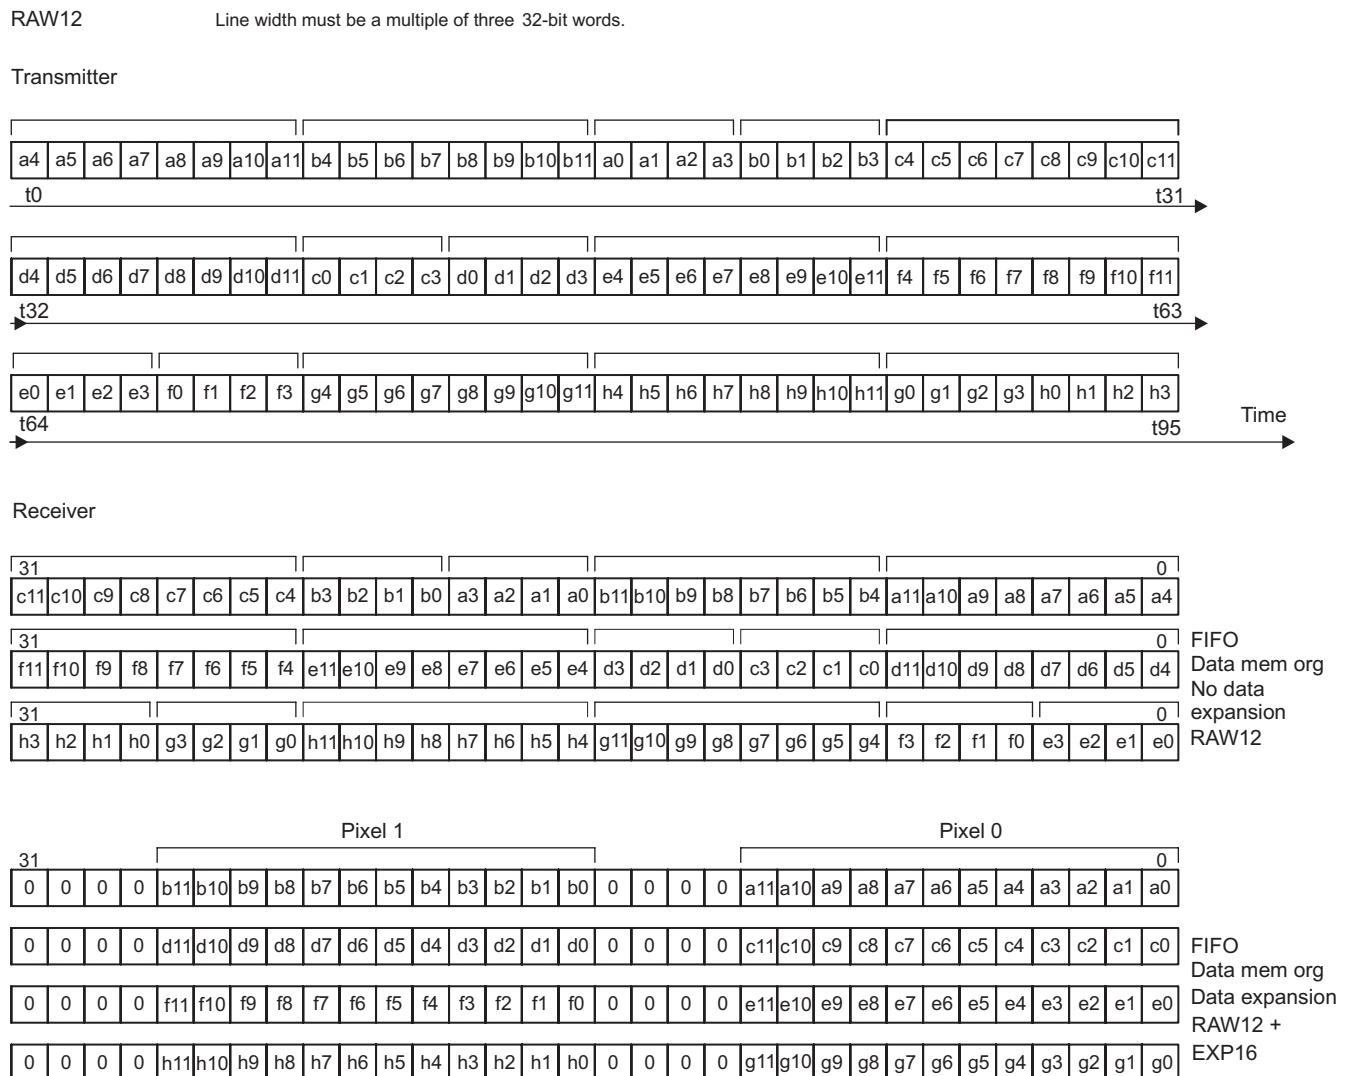 RAW12 Line width must be a multiple of three 32-bit words.
Transmitter
a4 a5 a6 a7 a8 a9 a10 a11 b4 b5 b6 b7 b8 b9 b10 b11 a0 a1 a2 a3 b0 b1 b2 b3 c4 c5 c6 c7 c8 c9 c10 c11
t0 t31
d4 d5 d6 d7 d8 d9 d10 d11 c0 c1 c2 c3 d0 d1 d2 d3 e4 e5 e6 e7 e8 e9 e10 e11 f4 f5 f6 f7 f8 f9 f10 f11
t32 t63
e0 e1 e2 e3 f0 f1 f2 f3 g4 g5 g6 g7 g8 g9 g10 g11 h4 h5 h6 h7 h8 h9 h10 h11 g0 g1 g2 g3 h0 h1 h2 h3
t64 t95 Time
Receiver
31 0
c11 c10 c9 c8 c7 c6 c5 c4 b3 b2 b1 b0 a3 a2 a1 a0 b11 b10 b9 b8 b7 b6 b5 b4 a11 a10 a9 a8 a7 a6 a5 a4
31 0 FIFO
f11 f10 f9 f8 f7 f6 f5 f4 e11 e10 e9 e8 e7 e6 e5 e4 d3 d2 d1 d0 c3 c2 c1 c0 d11 d10 d9 d8 d7 d6 d5 d4 Data mem org
No data
31 0 expansion
h3 h2 h1 h0 g3 g2 g1 g0 h11 h10 h9 h8 h7 h6 h5 h4 g11 g10 g9 g8 g7 g6 g5 g4 f3 f2 f1 f0 e3 e2 e1 e0 RAW12
Pixel 1 Pixel 0
31 0
0 0 0 0 b11 b10 b9 b8 b7 b6 b5 b4 b3 b2 b1 b0 0 0 0 0 a11 a10 a9 a8 a7 a6 a5 a4 a3 a2 a1 a0
0 0 0 0 d11 d10 d9 d8 d7 d6 d5 d4 d3 d2 d1 d0 0 0 0 0 c11 c10 c9 c8 c7 c6 c5 c4 c3 c2 c1 c0 FIFO
Data mem org
0 0 0 0 f11 f10 f9 f8 f7 f6 f5 f4 f3 f2 f1 f0 0 0 0 0 e11 e10 e9 e8 e7 e6 e5 e4 e3 e2 e1 e0 Data expansion
RAW12 +
0 0 0 0 h11 h10 h9 h8 h7 h6 h5 h4 h3 h2 h1 h0 0 0 0 0 g11 g10 g9 g8 g7 g6 g5 g4 g3 g2 g1 g0 EXP16